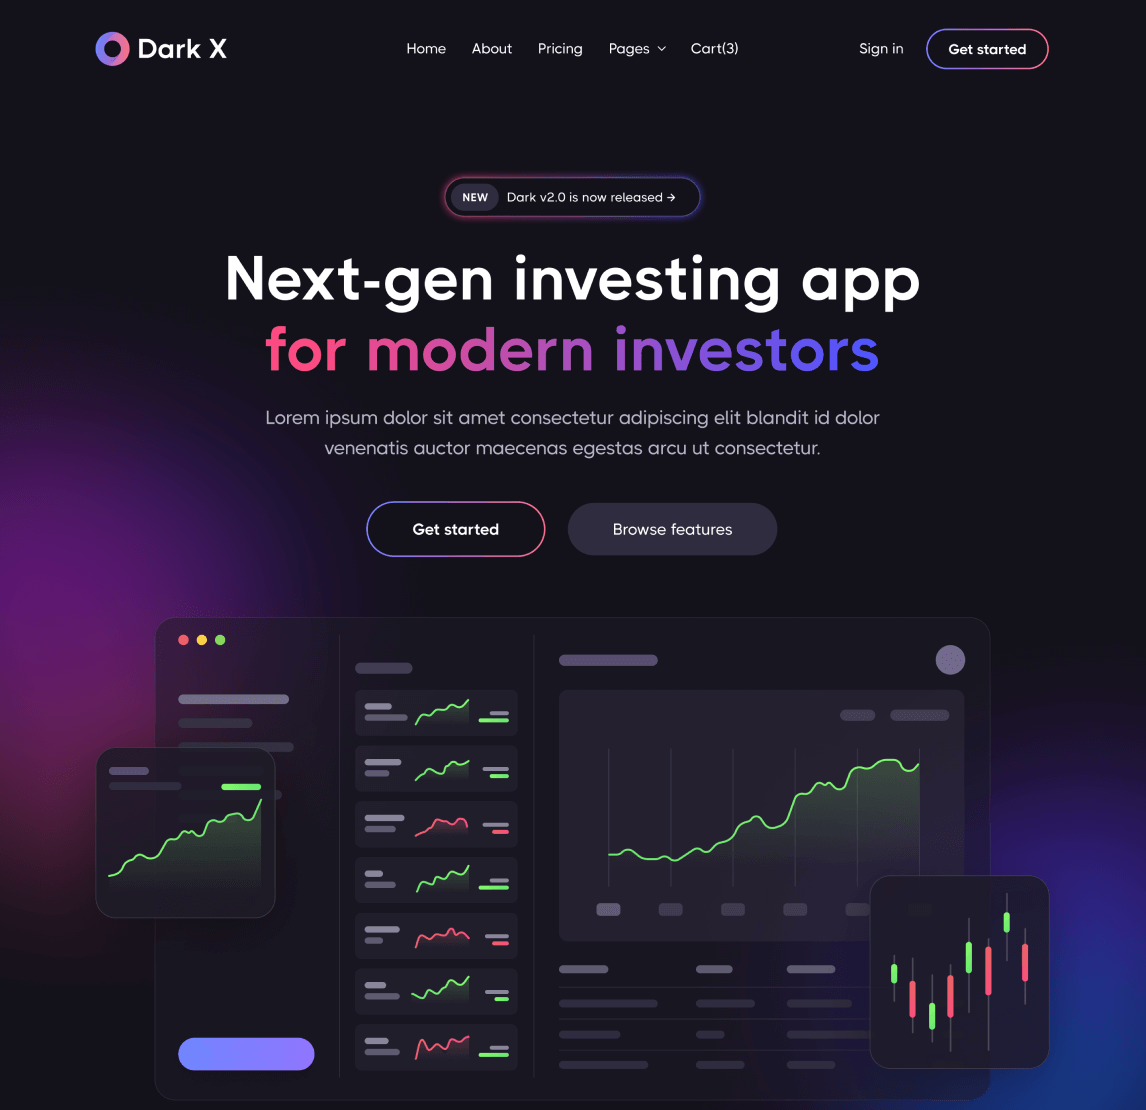 Dark X
Home About Pricing Pages Cart(3) Sign in Get started
NEW Dark v2.0 is now released →
Next-gen investing app
for modern investors
Lorem ipsum dolor sit amet consectetur adipiscing elit blandit id dolor
venenatis auctor maecenas egestas arcu ut consectetur.
Get started Browse features